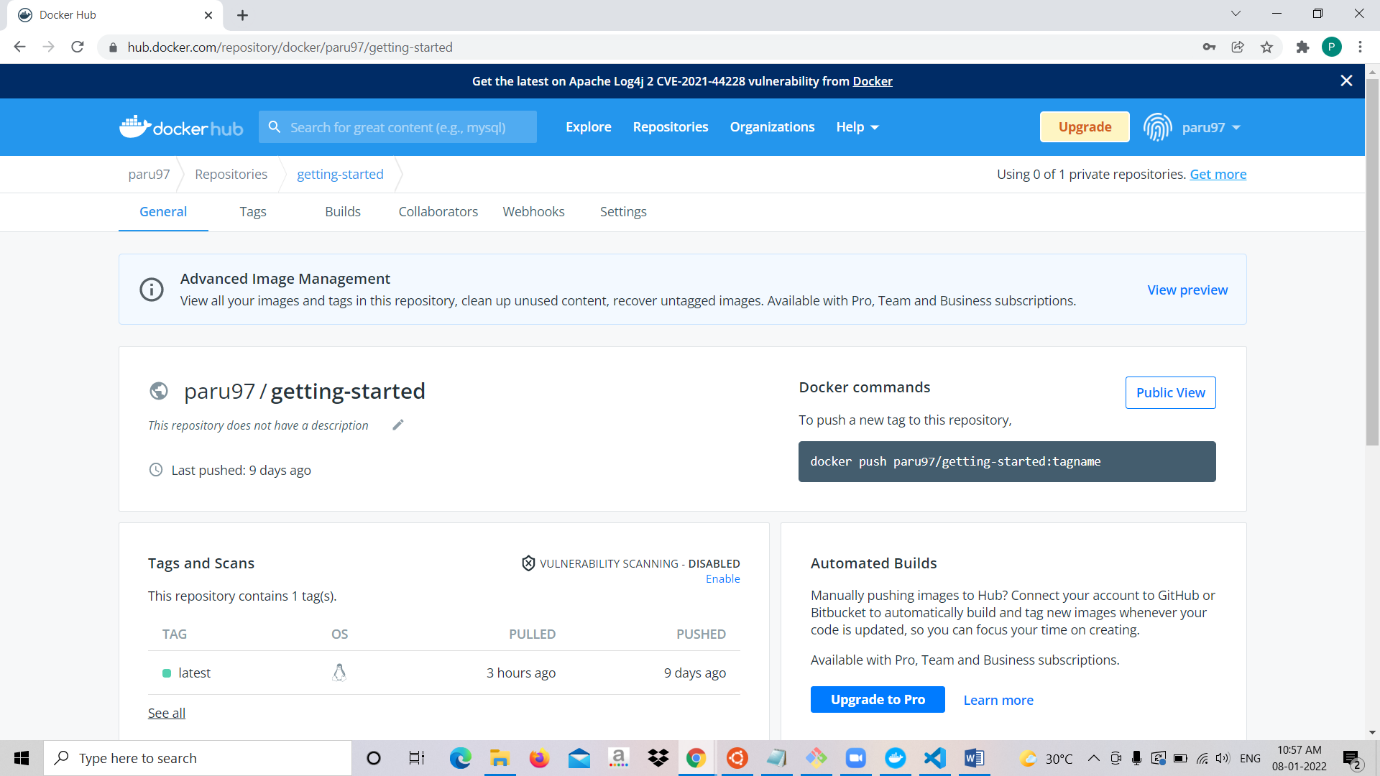 Docker Hub
hub.docker.com/repository/docker/paru97/getting-started
P
Get the latest on Apache Log4j 2 CVE-2021-44228 vulnerability from Docker
docker hub
Search for great content (e.g., mysql)
Explore
Repositories
Organizations
Help
Upgrade
paru97
paru97
Repositories
getting-started
Using 0 of 1 private repositories. Get more
General
Tags
Builds
Collaborators
Webhooks
Settings
Advanced Image Management
View all your images and tags in this repository, clean up unused content, recover untagged images. Available with Pro, Team and Business subscriptions.
View preview
paru97 / getting-started
This repository does not have a description
Last pushed: 9 days ago
Docker commands
Public View
To push a new tag to this repository,
docker push paru97/getting-started:tagname
Tags and Scans
VULNERABILITY SCANNING - DISABLED
Enable
This repository contains 1 tag(s).
TAG OS PULLED PUSHED
latest 3 hours ago 9 days ago
See all
Automated Builds
Manually pushing images to Hub? Connect your account to GitHub or
Bitbucket to automatically build and tag new images whenever your
code is updated, so you can focus your time on creating.
Available with Pro, Team and Business subscriptions.
Upgrade to Pro
Learn more
Type here to search
a
W
30°C
ENG
10:57 AM
08-01-2022
2